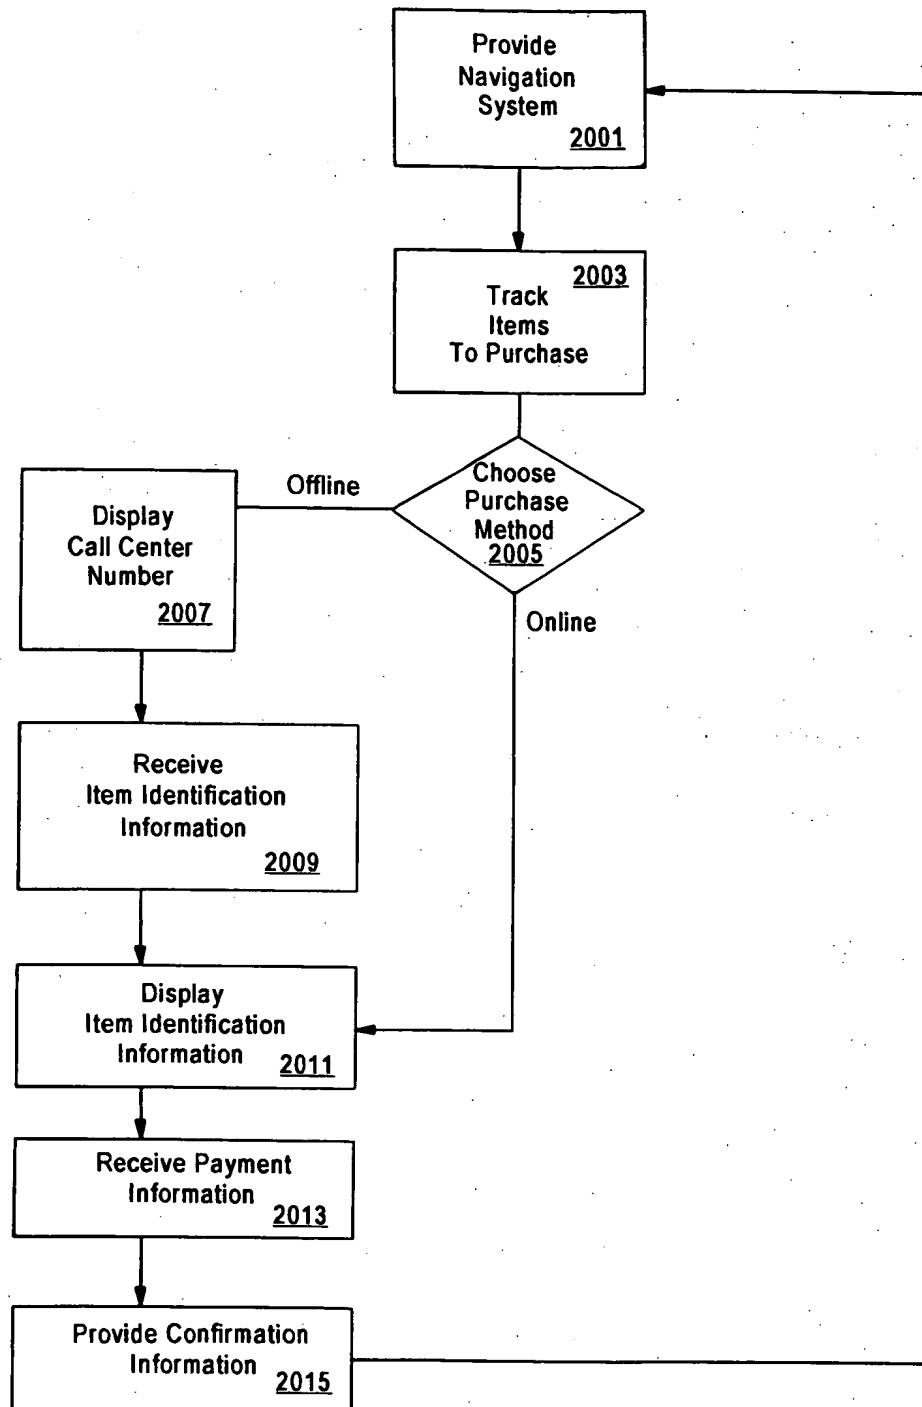 Provide
Navigation
System
2001
2003
Track
Items
To Purchase
Choose
Purchase
Method
2005
Offline
Online
Display
Call Center
Number
2007
Receive
Item Identification
Information
2009
Display
Item Identification
Information
2011
Receive Payment
Information
2013
Provide Confirmation
Information
2015